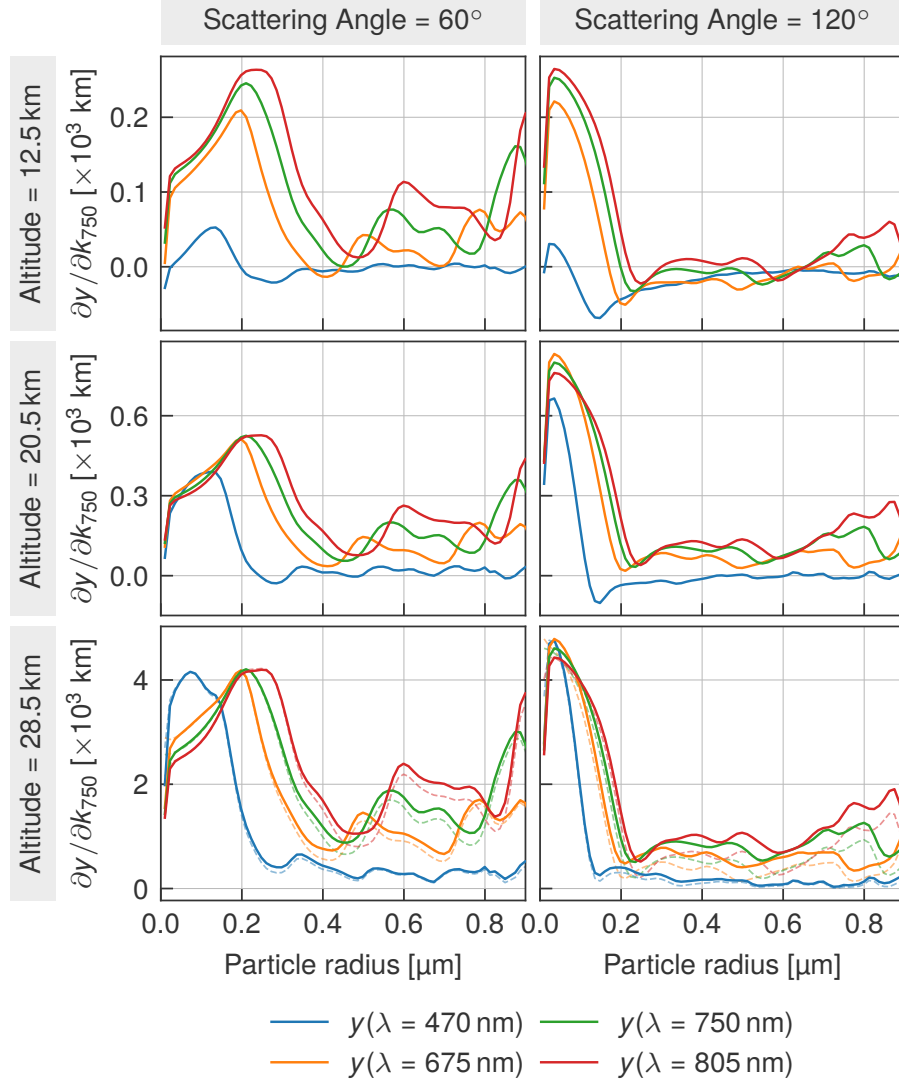 Scattering Angle = 60° Scattering Angle = 120°
Altitude = 12.5 km
∂y/∂k₇₅₀ [×10³ km]
0.2
0.1
0.0
Altitude = 20.5 km
∂y/∂k₇₅₀ [×10³ km]
0.6
0.3
0.0
Altitude = 28.5 km
∂y/∂k₇₅₀ [×10³ km]
4
2
0
0.0 0.2 0.4 0.6 0.8 0.0 0.2 0.4 0.6 0.8
Particle radius [µm] Particle radius [µm]
y(λ = 470 nm) y(λ = 750 nm)
y(λ = 675 nm) y(λ = 805 nm)